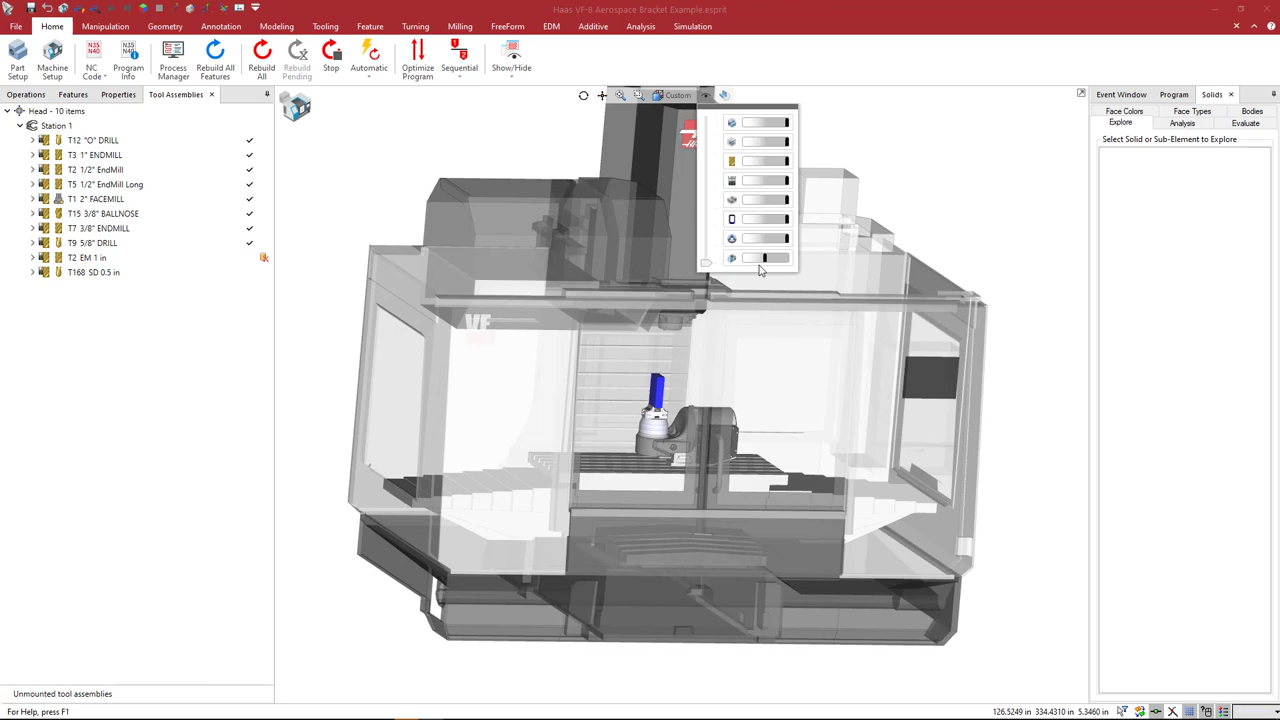 Haas VF-8 Aerospace Bracket Example.esprit
File Home Manipulation Geometry Annotation Modeling Tooling Feature Turning Milling FreeForm EDM Additive Analysis Simulation
Part Setup
Machine Setup
NC Code
Program Info
Process Manager
Rebuild All Features
Rebuild All
Rebuild Pending
Stop
Automatic
Optimize Program
Sequential
Show/Hide
Operations Features Properties Tool Assemblies
Custom
Event Window Program Solids
Face Colors Face Types Bodies
Explore Analysis Evaluate
Select Solid or Sub-Element to Explore
Head - 10 items
Station 1
T12 "O" DRILL
T3 1" ENDMILL
T2 1/2" EndMill
T5 1/2" EndMill Long
T1 2" FACEMILL
T15 3/8" BALLNOSE
T7 3/8" ENDMILL
T9 5/8" DRILL
T2 EM 1 in
T168 SD 0.5 in
VF
Unmounted tool assemblies
For Help, press F1
126.5249 in 334.4310 in 5.3460 in